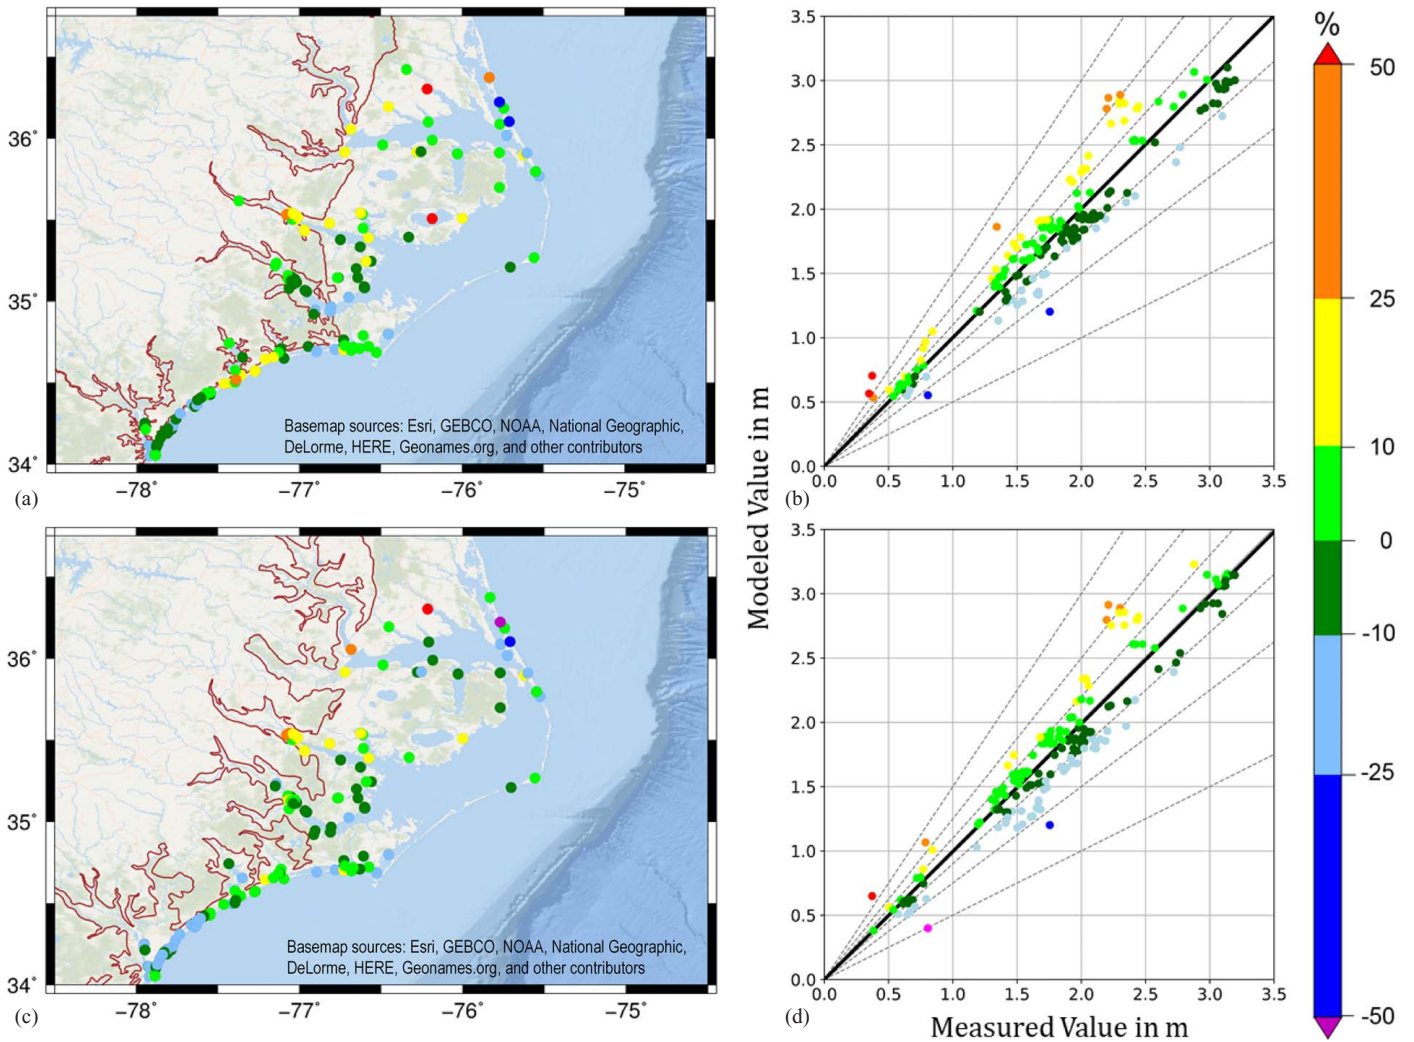 36°
35°
34°
Basemap sources: Esri, GEBCO, NOAA, National Geographic,
DeLorme, HERE, Geonames.org, and other contributors
(a)
−78 −77 −76 −75
3.5
3.0
2.5
2.0
1.5
1.0
0.5
0.0
(b)
0.0 0.5 1.0 1.5 2.0 2.5 3.0 3.5
36°
35°
34°
Basemap sources: Esri, GEBCO, NOAA, National Geographic,
DeLorme, HERE, Geonames.org, and other contributors
(c)
−78 −77 −76 −75
Modeled Value in m
3.5
3.0
2.5
2.0
1.5
1.0
0.5
0.0
(d)
0.0 0.5 1.0 1.5 2.0 2.5 3.0 3.5
Measured Value in m
%
50
25
10
0
-10
-25
-50